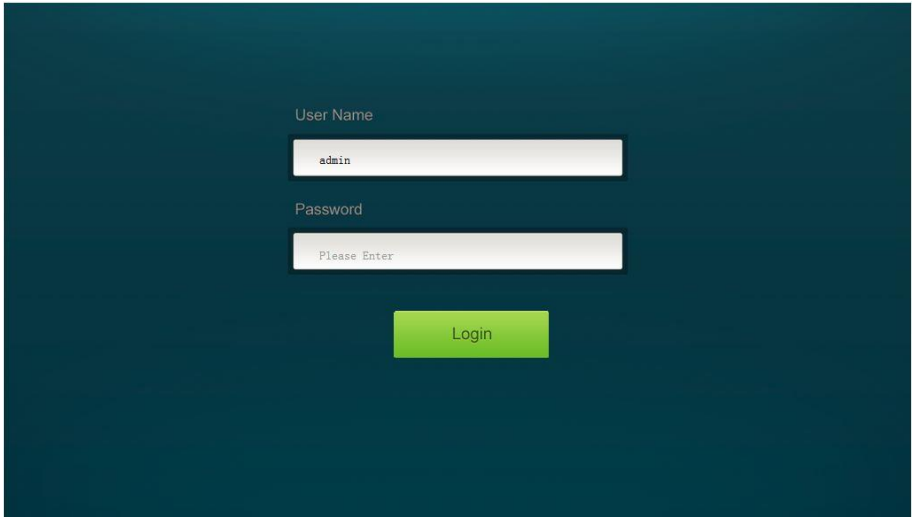 User Name
admin
Password
Please Enter
Login